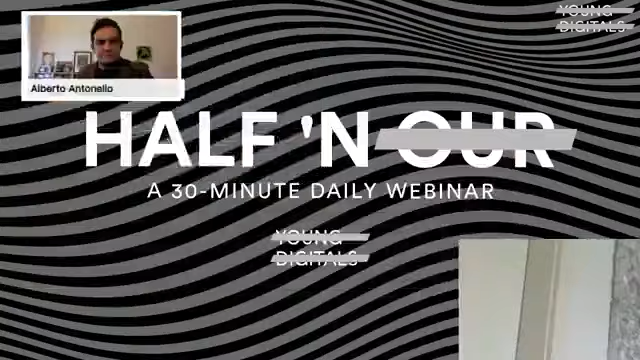 YOUNG
DIGITALS
Alberto Antonello
HALF 'N OUR
A 30-MINUTE DAILY WEBINAR
YOUNG
DIGITALS